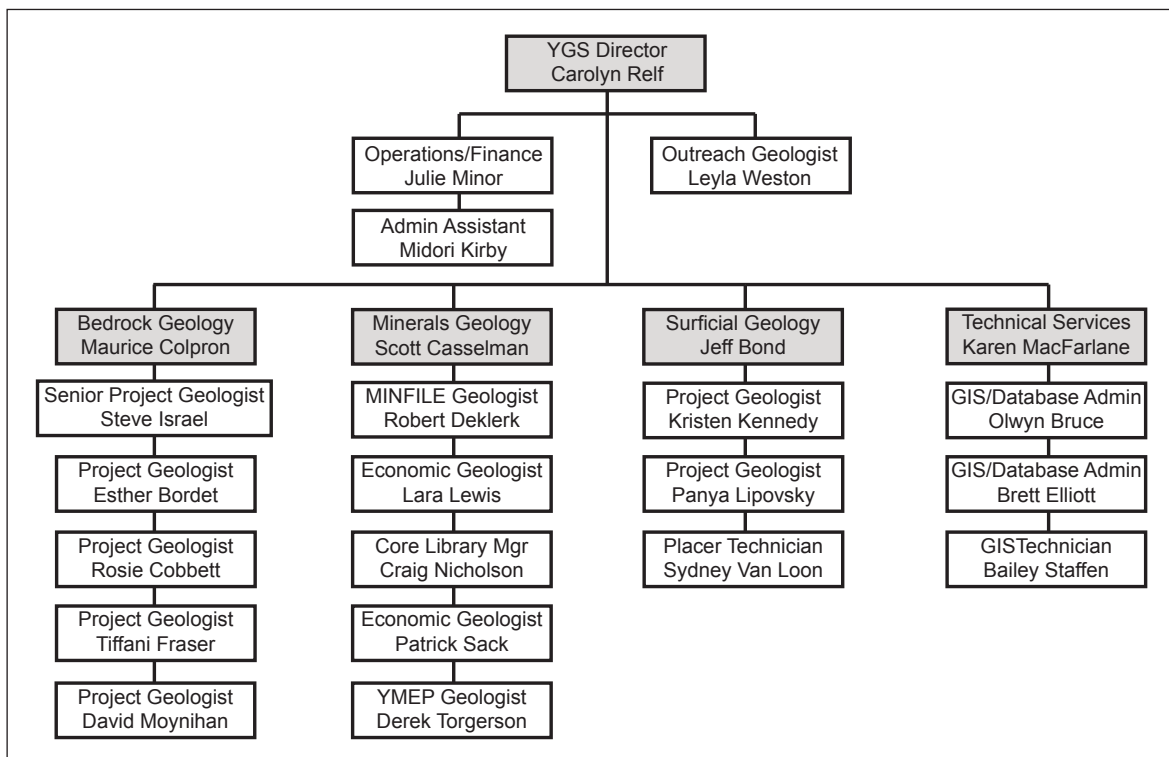 YGS Director
Carolyn Relf
Operations/Finance
Julie Minor
Outreach Geologist
Leyla Weston
Admin Assistant
Midori Kirby
Bedrock Geology
Maurice Colpron
Senior Project Geologist
Steve Israel
Project Geologist
Esther Bordet
Project Geologist
Rosie Cobbett
Project Geologist
Tiffani Fraser
Project Geologist
David Moynihan
Minerals Geology
Scott Casselman
MINFILE Geologist
Robert Deklerk
Economic Geologist
Lara Lewis
Core Library Mgr
Craig Nicholson
Economic Geologist
Patrick Sack
YMEP Geologist
Derek Torgerson
Surficial Geology
Jeff Bond
Project Geologist
Kristen Kennedy
Project Geologist
Panya Lipovsky
Placer Technician
Sydney Van Loon
Technical Services
Karen MacFarlane
GIS/Database Admin
Olwyn Bruce
GIS/Database Admin
Brett Elliott
GISTechnician
Bailey Staffen